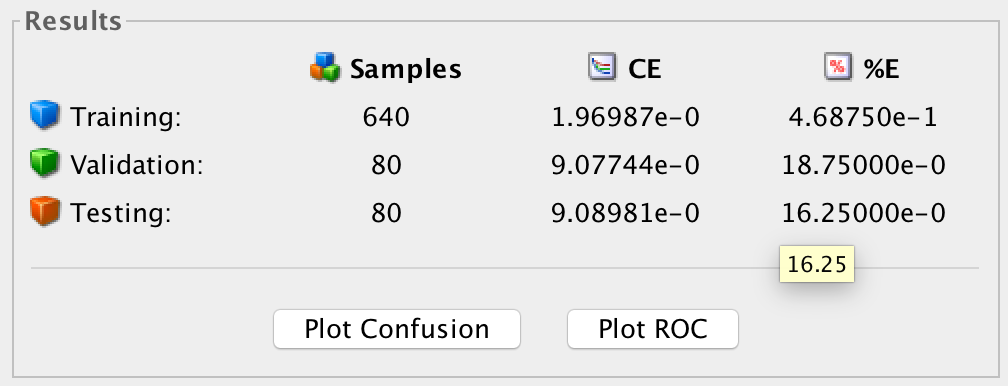 Results
Samples CE % %E
Training: 640 1.96987e-0 4.68750e-1
Validation: 80 9.07744e-0 18.75000e-0
Testing: 80 9.08981e-0 16.25000e-0
16.25
Plot Confusion Plot ROC